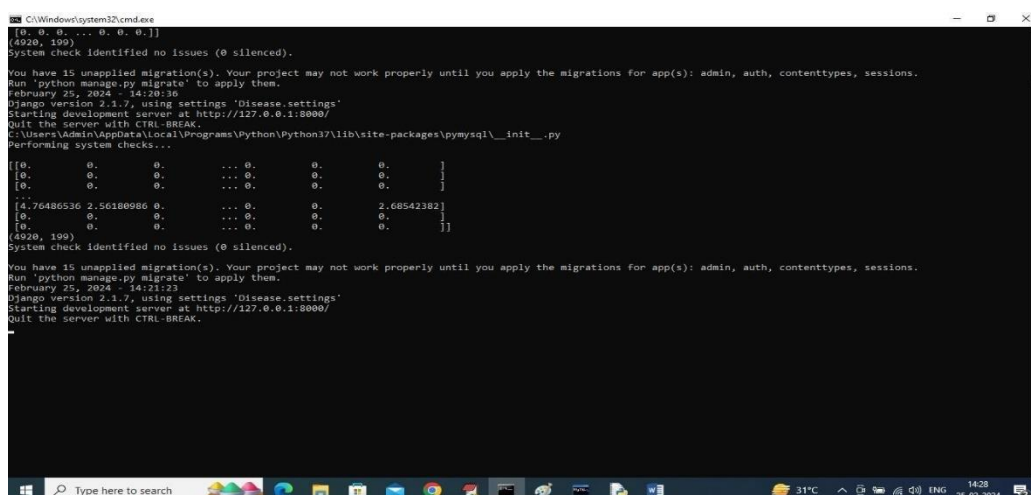 C:\Windows\system32\cmd.exe
[0. 0. 0. ... 0. 0. 0.]]
(4920, 199)
System check identified no issues (0 silenced).
You have 15 unapplied migration(s). Your project may not work properly until you apply the migrations for app(s): admin, auth, contenttypes, sessions.
Run 'python manage.py migrate' to apply them.
February 25, 2024 - 14:20:36
Django version 2.1.7, using settings 'Disease.settings'
Starting development server at http://127.0.0.1:8000/
Quit the server with CTRL-BREAK.
C:\Users\Admin\AppData\Local\Programs\Python\Python37\lib\site-packages\pymysql\__init__.py
Performing system checks...
[[0. 0. 0. ... 0. 0. 0. ]
[0. 0. 0. ... 0. 0. 0. ]
[0. 0. 0. ... 0. 0. 0. ]
...
[4.76486536 2.56180986 0. ... 0. 0. 2.68542382]
[0. 0. 0. ... 0. 0. 0. ]
[0. 0. 0. ... 0. 0. 0. ]]
(4920, 199)
System check identified no issues (0 silenced).
You have 15 unapplied migration(s). Your project may not work properly until you apply the migrations for app(s): admin, auth, contenttypes, sessions.
Run 'python manage.py migrate' to apply them.
February 25, 2024 - 14:21:23
Django version 2.1.7, using settings 'Disease.settings'
Starting development server at http://127.0.0.1:8000/
Quit the server with CTRL-BREAK.
Type here to search
31°C
ENG
14:28
25-02-2024